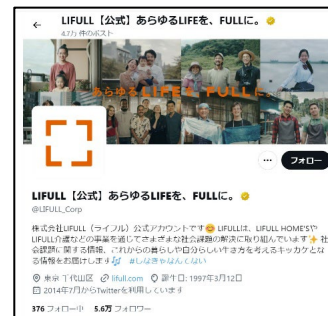 LIFULL【公式】あらゆるLIFEを、FULLに。
4.7万 件のポスト
あらゆるLIFEを、FULLに。
フォロー
LIFULL【公式】あらゆるLIFEを、FULLに。
@LIFULL_Corp
株式会社LIFULL（ライフル）公式アカウントです😊 LIFULLは、LIFULL HOME'Sや
LIFULL介護などの事業を通じてさまざまな社会課題の解決に取り組んでいます✨ 社
会課題に関する情報、これからの暮らしや自分らしい生き方を考えるキッカケとな
る情報をお届けします🎶 #しなきゃなんてない
東京 千代田区 lifull.com 誕生日: 1997年3月12日
2014年7月からTwitterを利用しています
376 フォロー中 5.6万 フォロワー